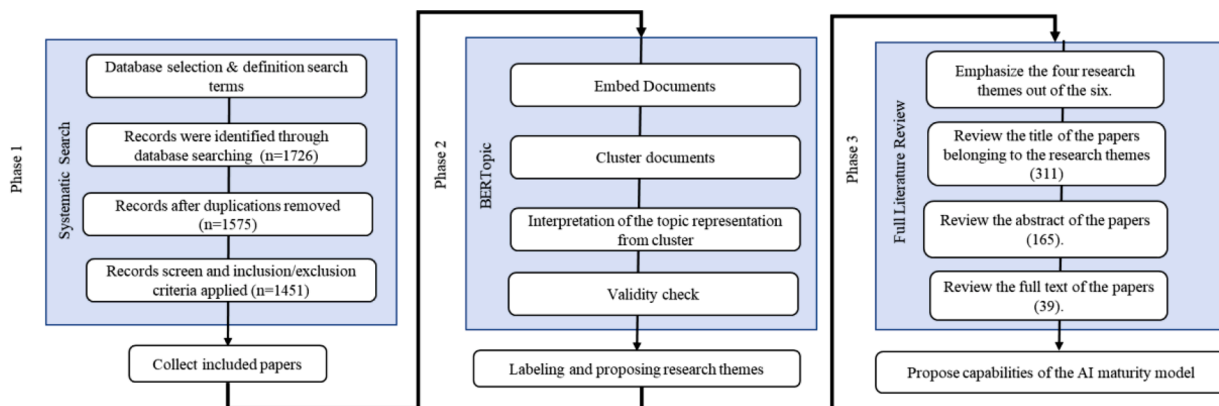 Phase 1
Systematic Search
Database selection & definition search
terms
Records were identified through
database searching (n=1726)
Records after duplications removed
(n=1575)
Records screen and inclusion/exclusion
criteria applied (n=1451)
Collect included papers
Phase 2
BERTopic
Embed Documents
Cluster documents
Interpretation of the topic representation
from cluster
Validity check
Labeling and proposing research themes
Phase 3
Full Literature Review
Emphasize the four research
themes out of the six.
Review the title of the papers
belonging to the research themes
(311)
Review the abstract of the papers
(165).
Review the full text of the papers
(39).
Propose capabilities of the AI maturity model